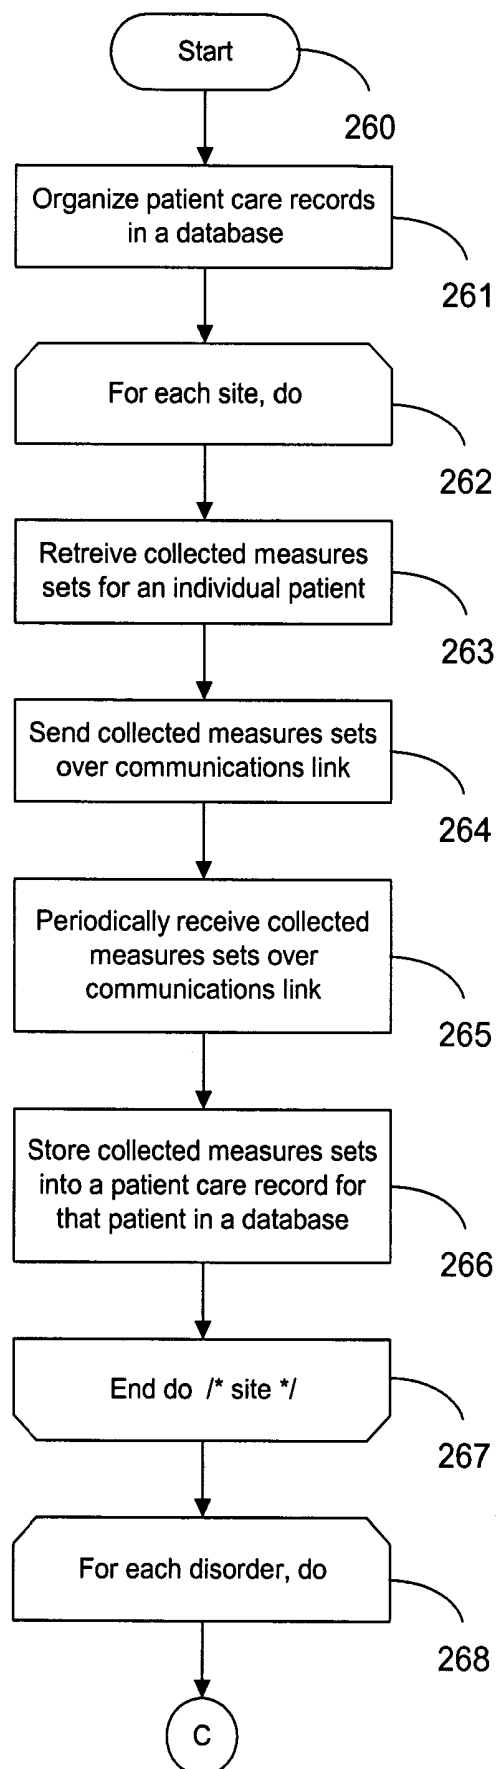 Start
260
Organize patient care records
in a database
261
For each site, do
262
Retreive collected measures
sets for an individual patient
263
Send collected measures sets
over communications link
264
Periodically receive collected
measures sets over
communications link
265
Store collected measures sets
into a patient care record for
that patient in a database
266
End do /* site */
267
For each disorder, do
268
C